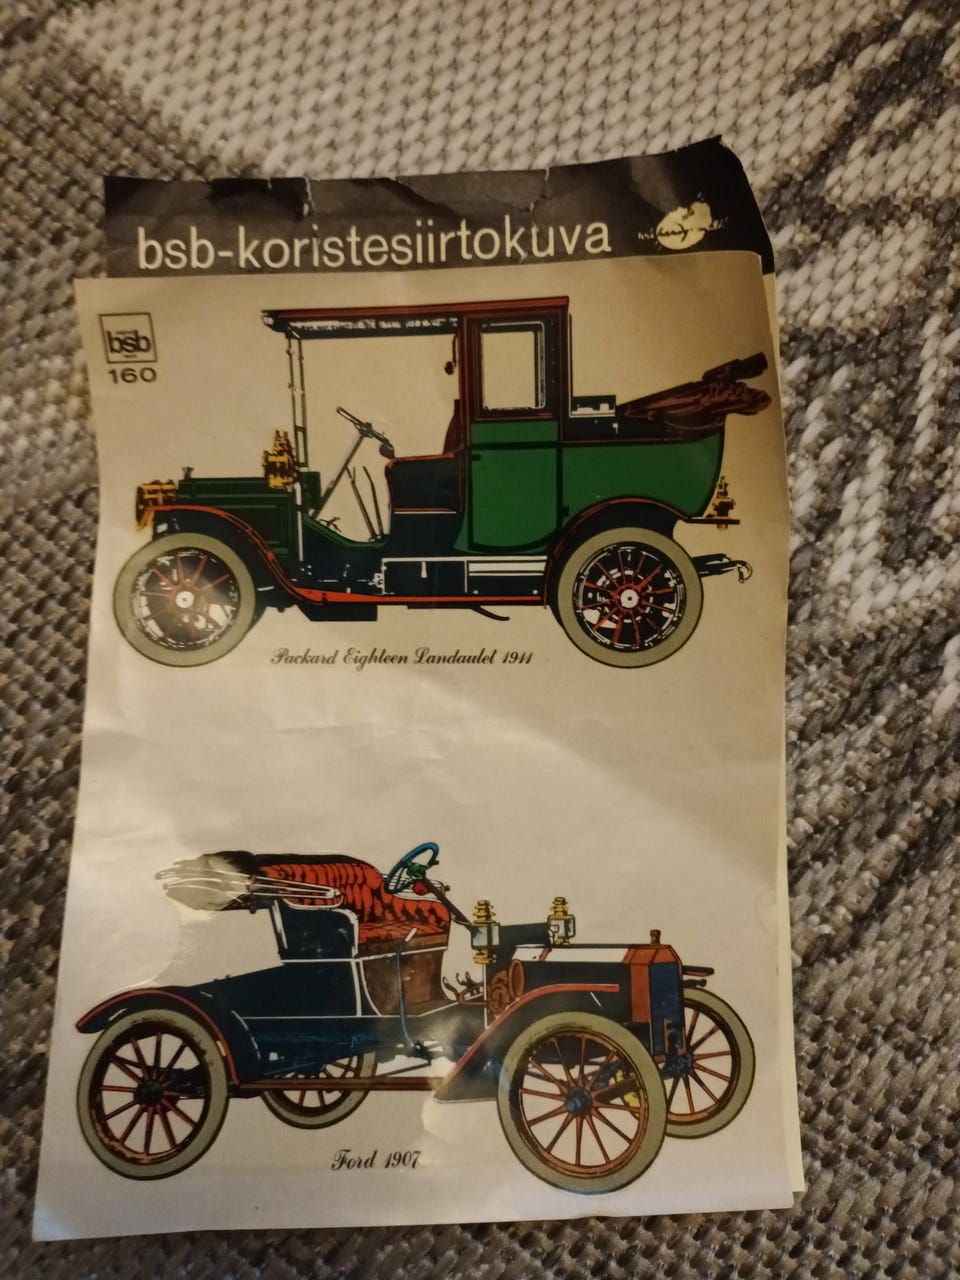 bsb-koristesiirtokuva
bsb
160
Packard Eighteen Landaulet 1911
Ford 1907